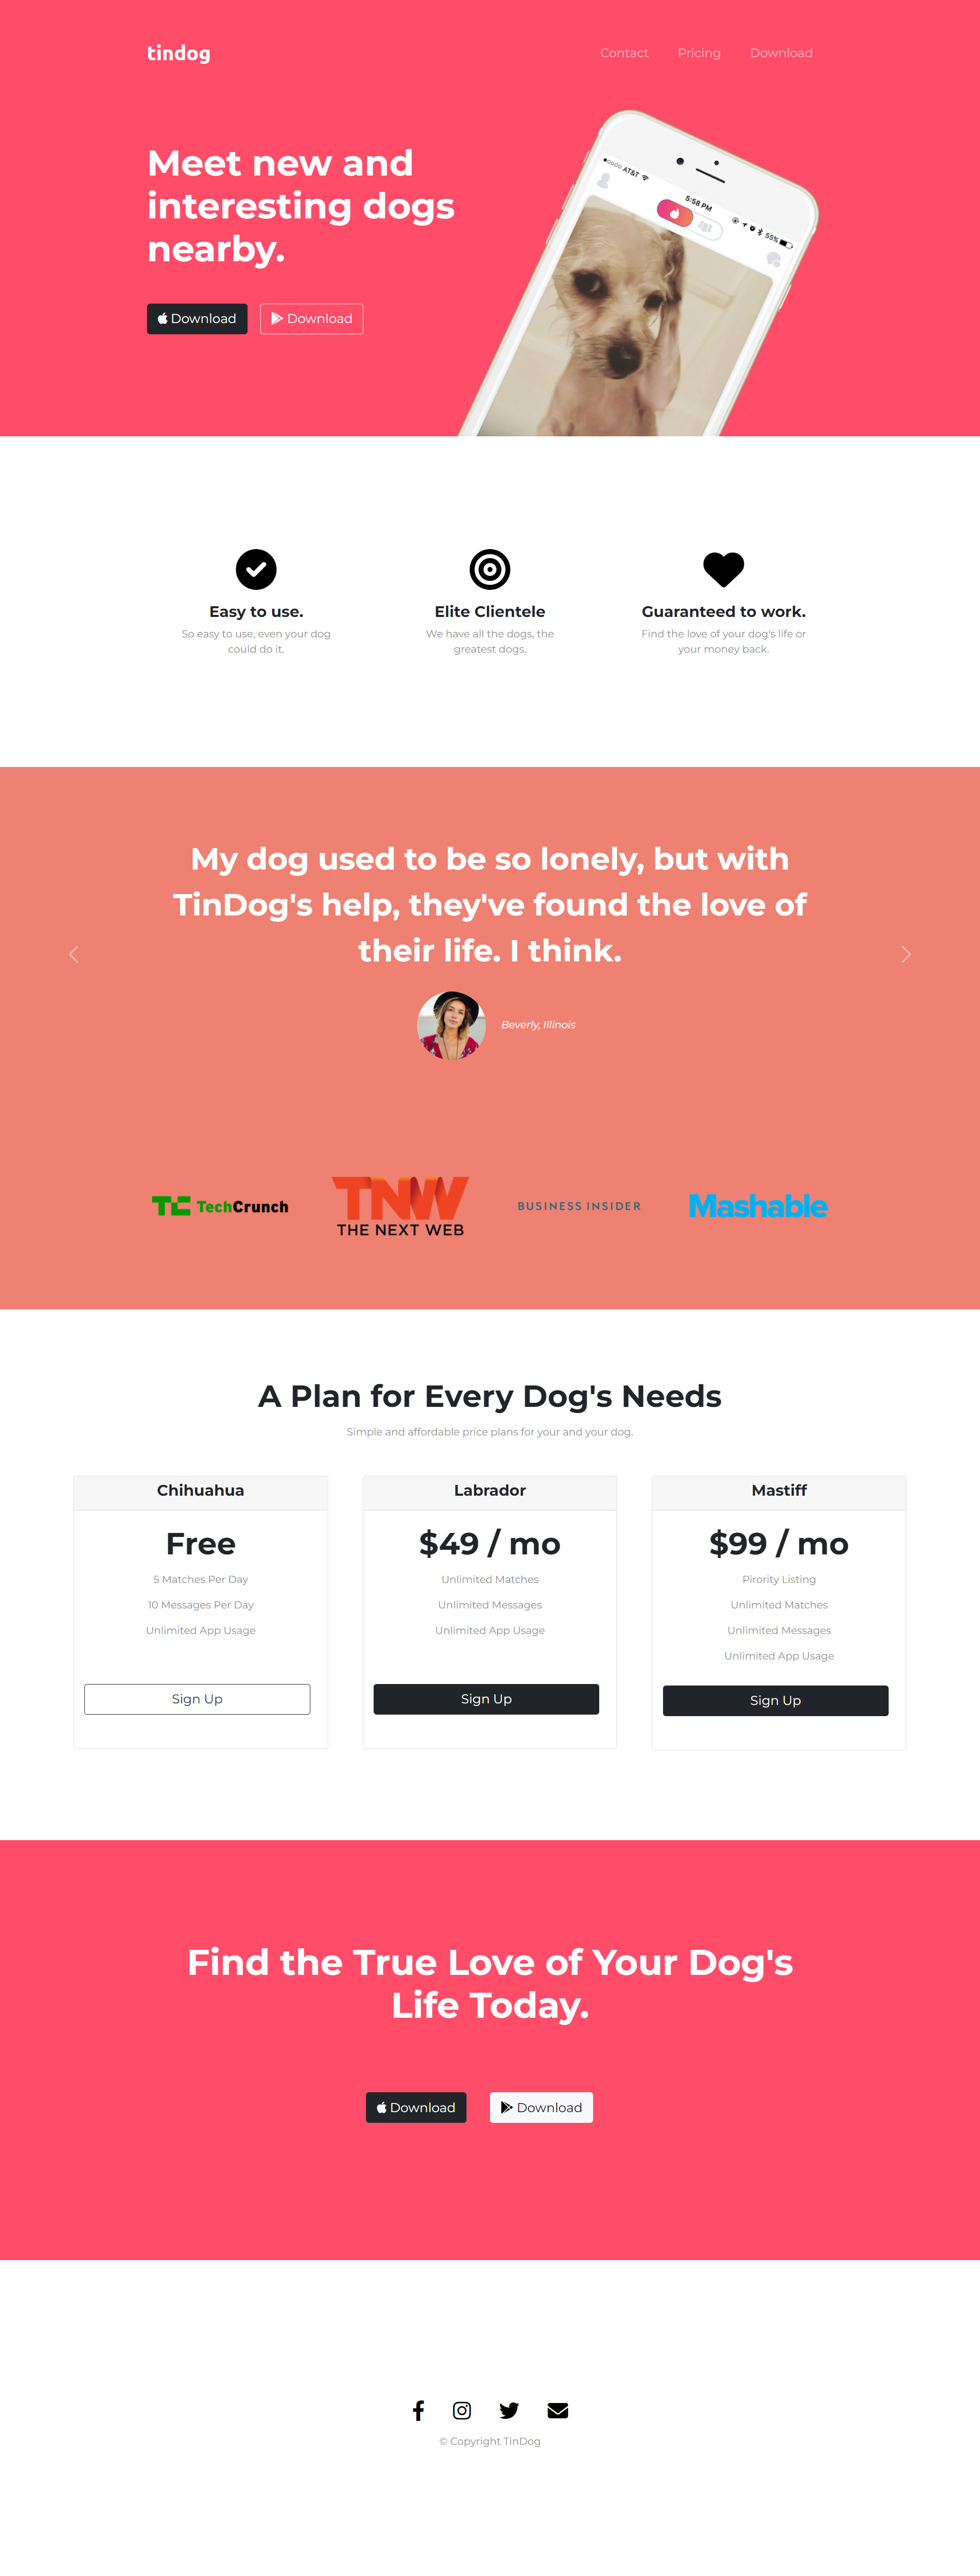 tindog
Contact Pricing Download
Meet new and
interesting dogs
nearby.
Download Download
AT&T 5:58 PM 55%
Easy to use.
So easy to use, even your dog
could do it.
Elite Clientele
We have all the dogs, the
greatest dogs.
Guaranteed to work.
Find the love of your dog's life or
your money back.
My dog used to be so lonely, but with
TinDog's help, they've found the love of
their life. I think.
Beverly, Illinois
TC TechCrunch
TNW
THE NEXT WEB
BUSINESS INSIDER
Mashable
A Plan for Every Dog's Needs
Simple and affordable price plans for your and your dog.
Chihuahua
Free
5 Matches Per Day
10 Messages Per Day
Unlimited App Usage
Sign Up
Labrador
$49 / mo
Unlimited Matches
Unlimited Messages
Unlimited App Usage
Sign Up
Mastiff
$99 / mo
Pirority Listing
Unlimited Matches
Unlimited Messages
Unlimited App Usage
Sign Up
Find the True Love of Your Dog's
Life Today.
Download Download
© Copyright TinDog